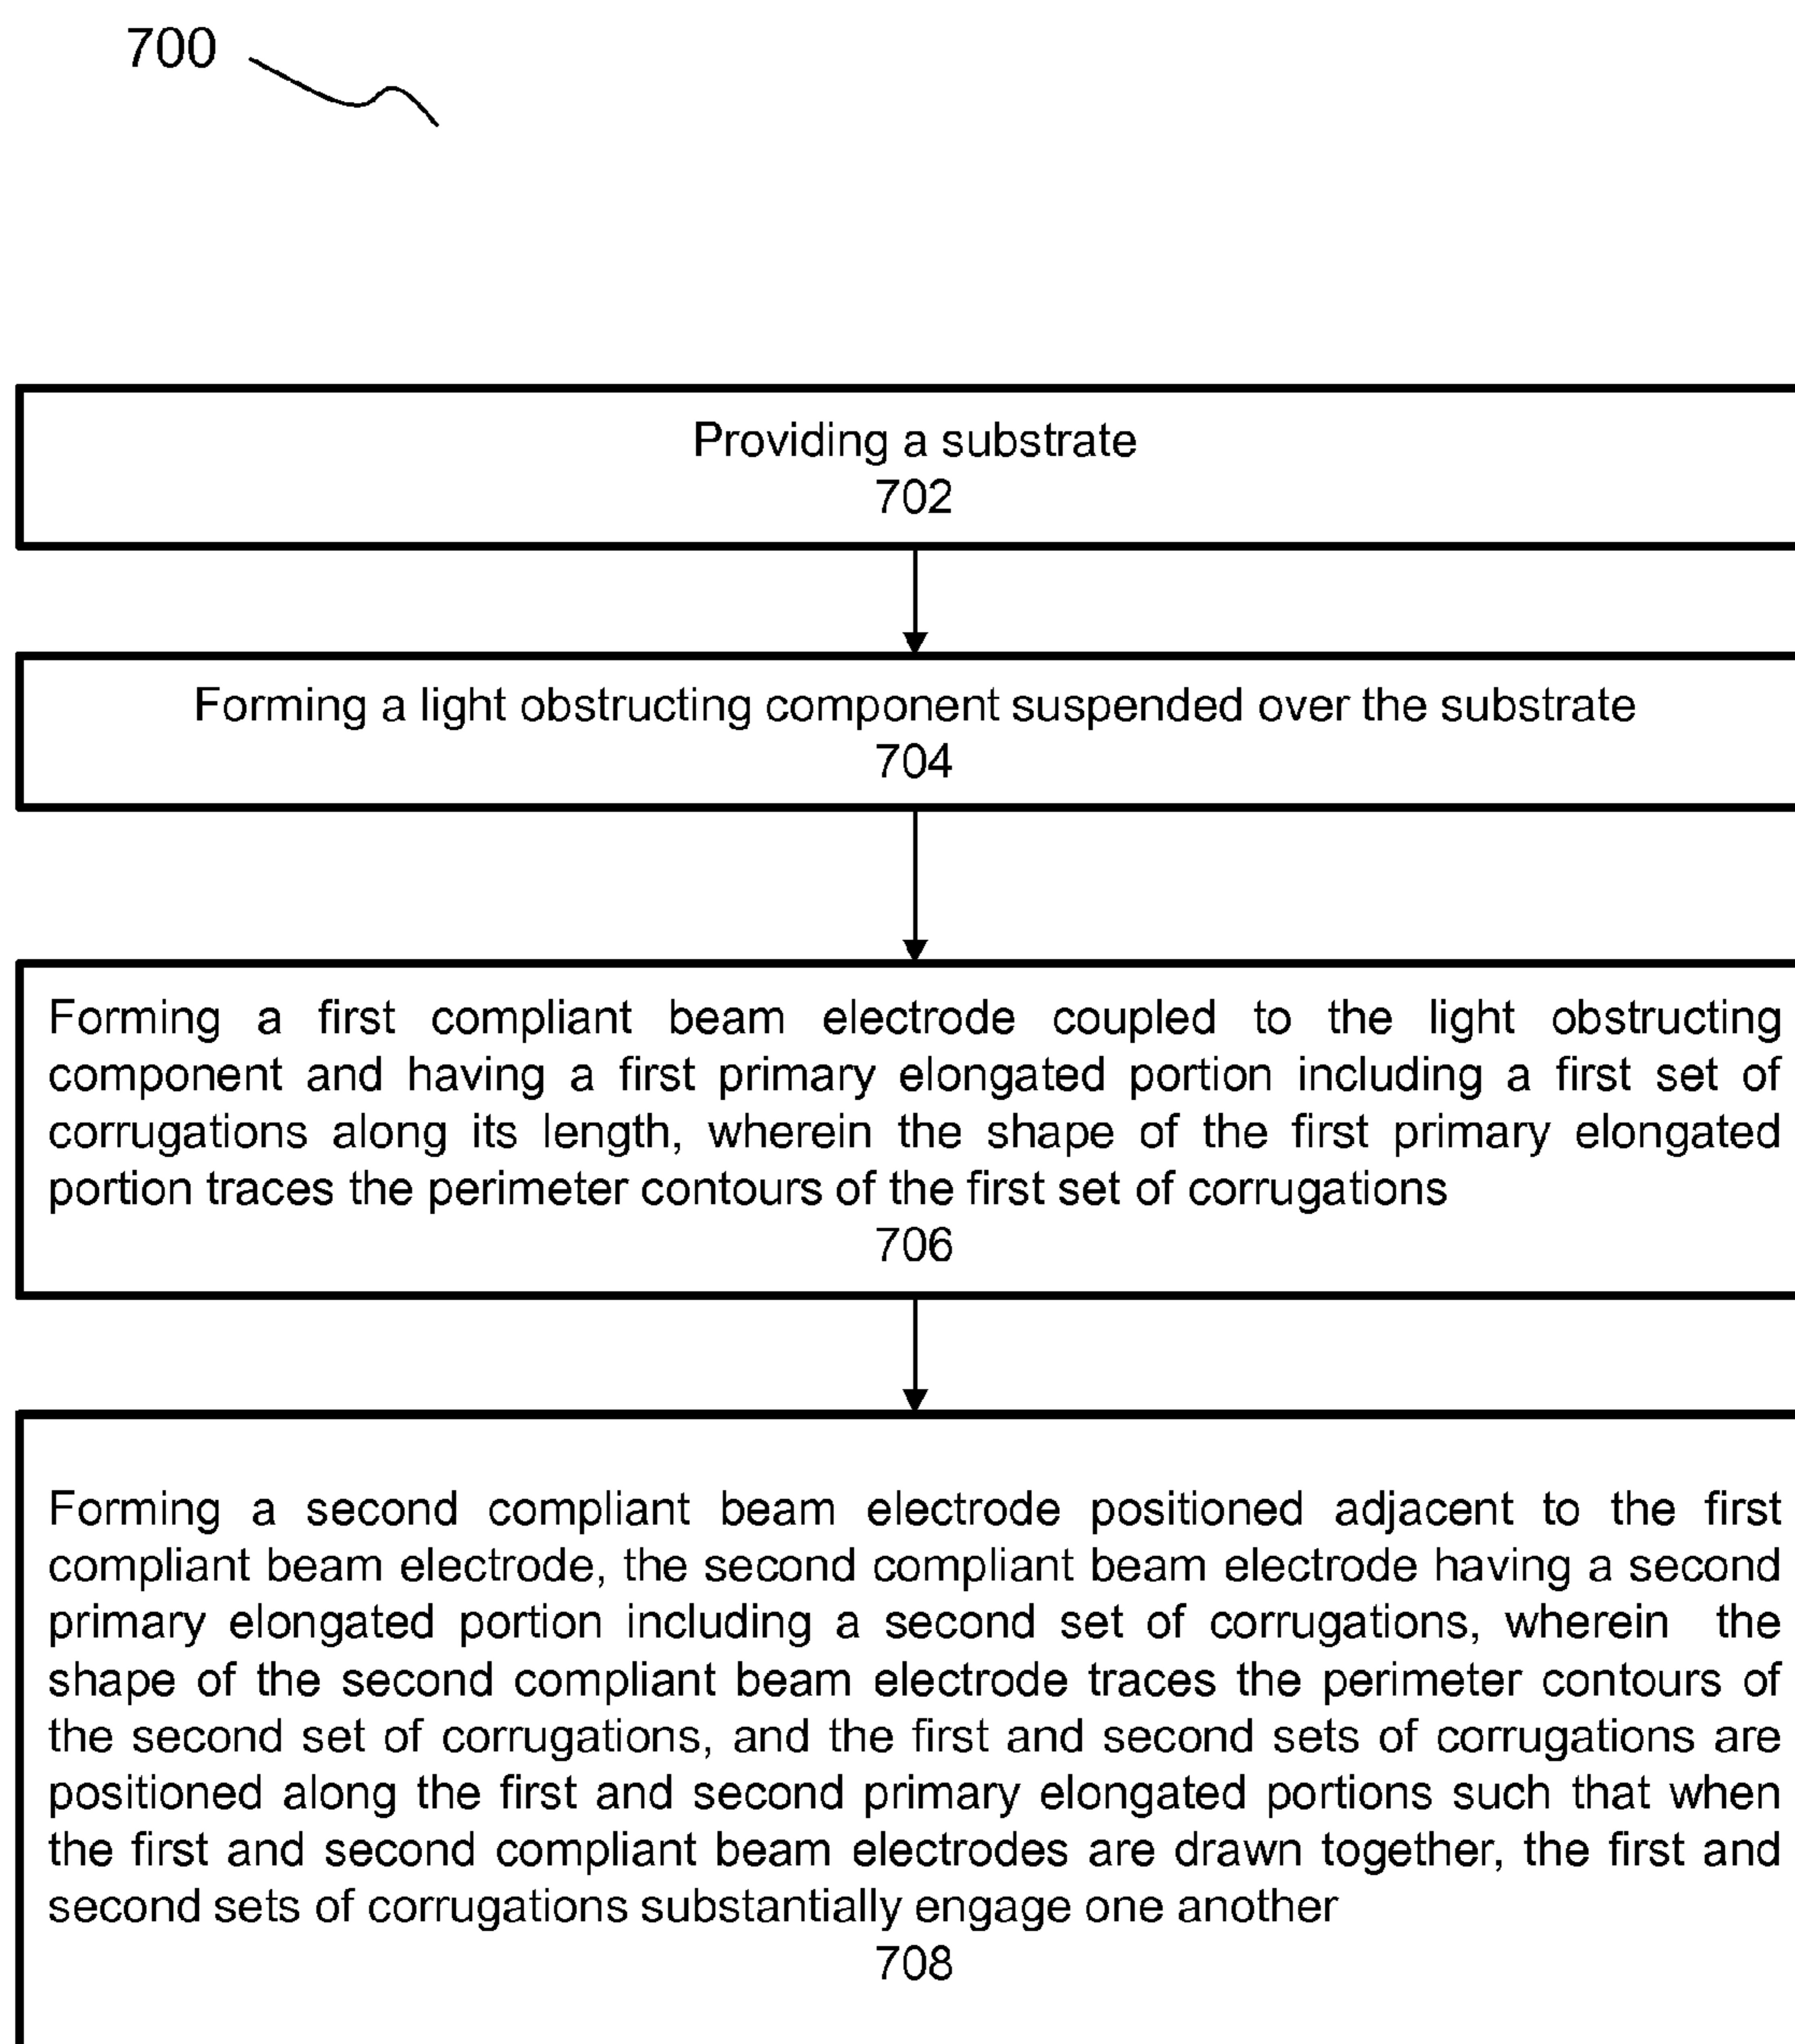 700
Providing a substrate
702
Forming a light obstructing component suspended over the substrate
704
Forming a first compliant beam electrode coupled to the light obstructing
component and having a first primary elongated portion including a first set of
corrugations along its length, wherein the shape of the first primary elongated
portion traces the perimeter contours of the first set of corrugations
706
Forming a second compliant beam electrode positioned adjacent to the first
compliant beam electrode, the second compliant beam electrode having a second
primary elongated portion including a second set of corrugations, wherein the
shape of the second compliant beam electrode traces the perimeter contours of
the second set of corrugations, and the first and second sets of corrugations are
positioned along the first and second primary elongated portions such that when
the first and second compliant beam electrodes are drawn together, the first and
second sets of corrugations substantially engage one another
708